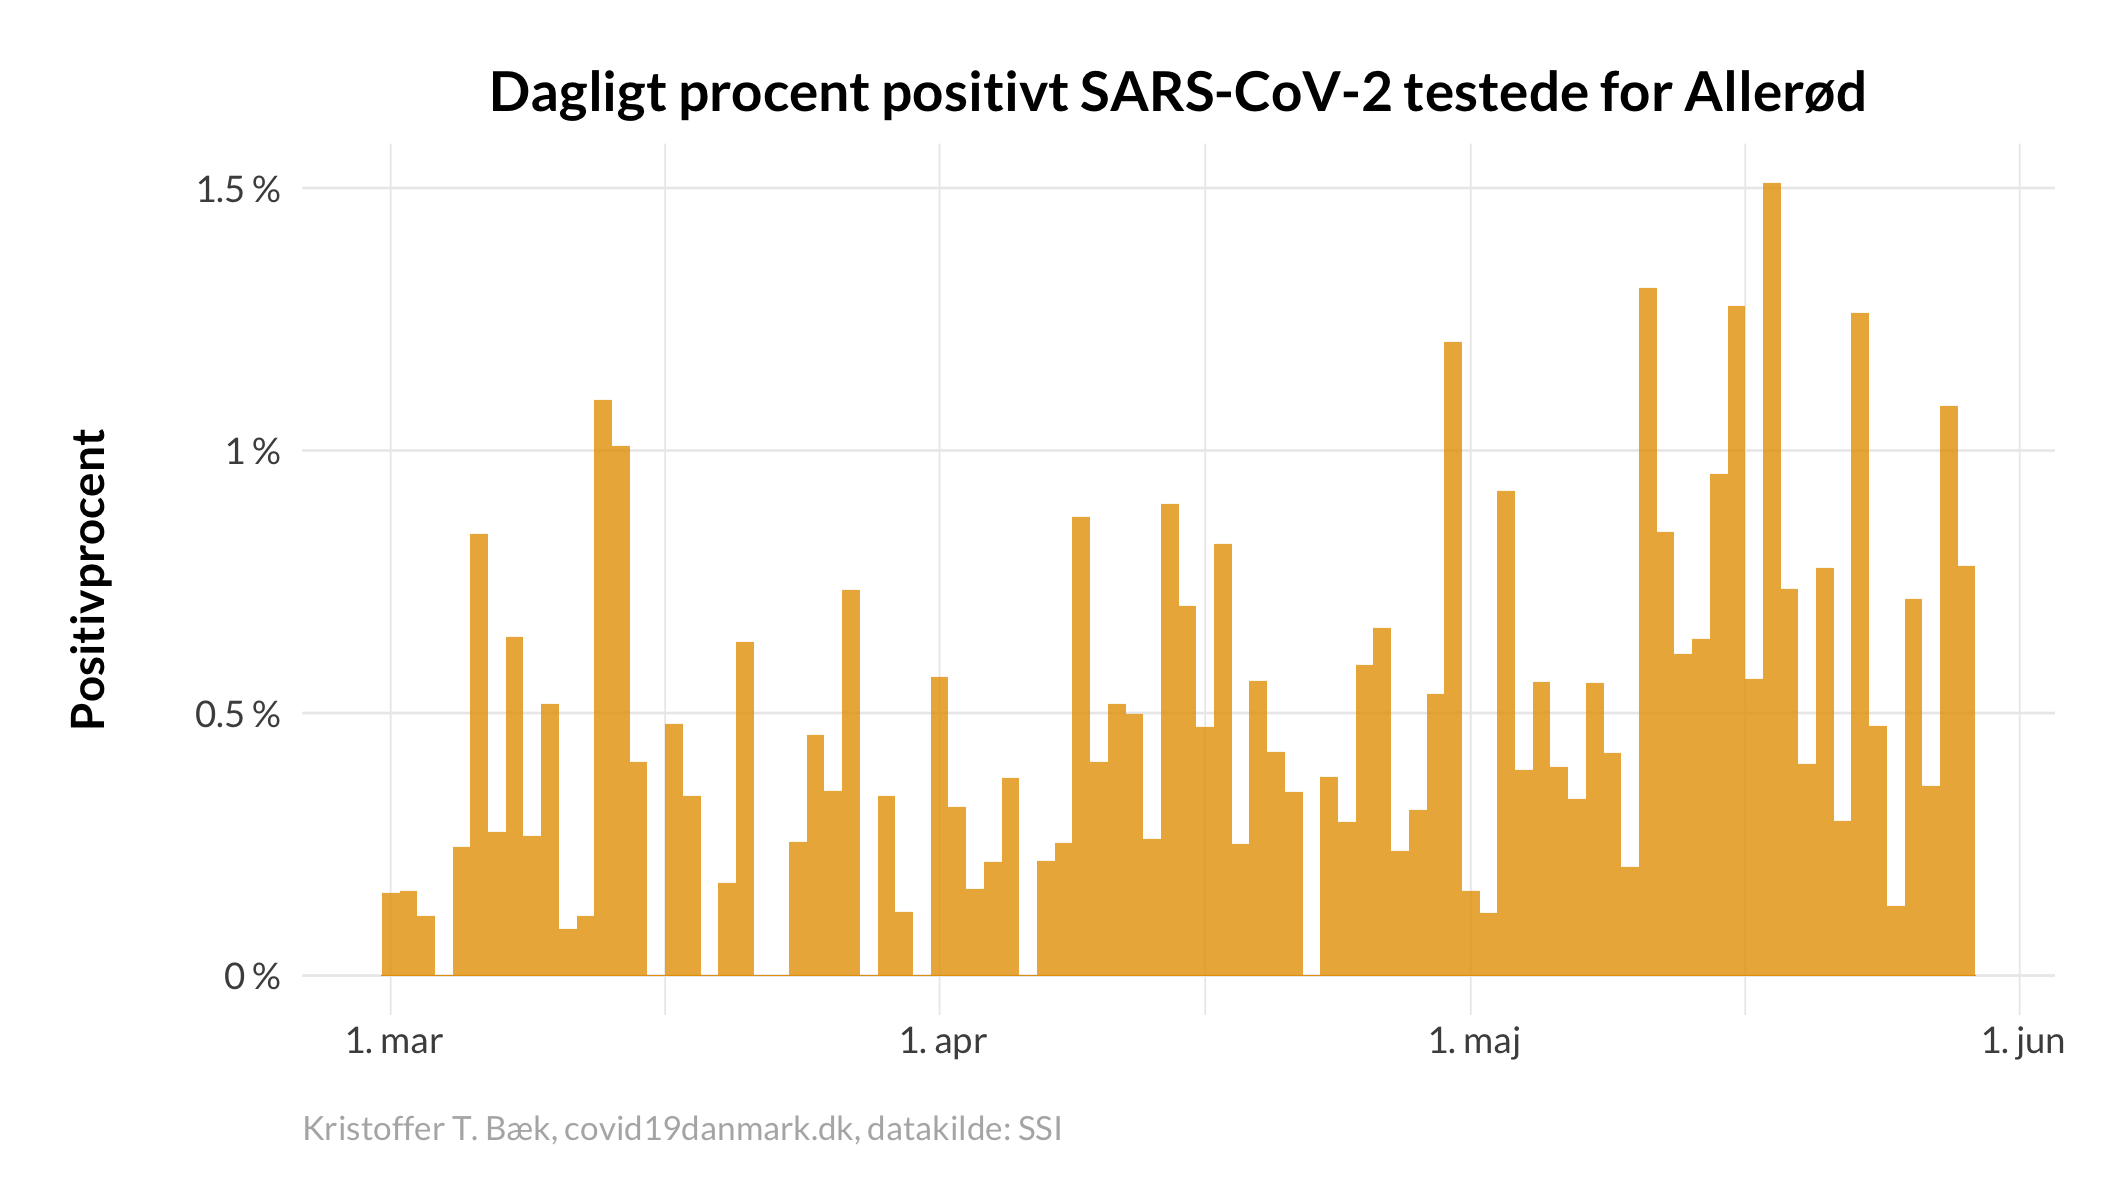 Dagligt procent positivt SARS-CoV-2 testede for Allerød
Positivprocent
1.5 %
1 %
0.5 %
0 %
1. mar
1. apr
1. maj
1. jun
Kristoffer T. Bæk, covid19danmark.dk, datakilde: SSI